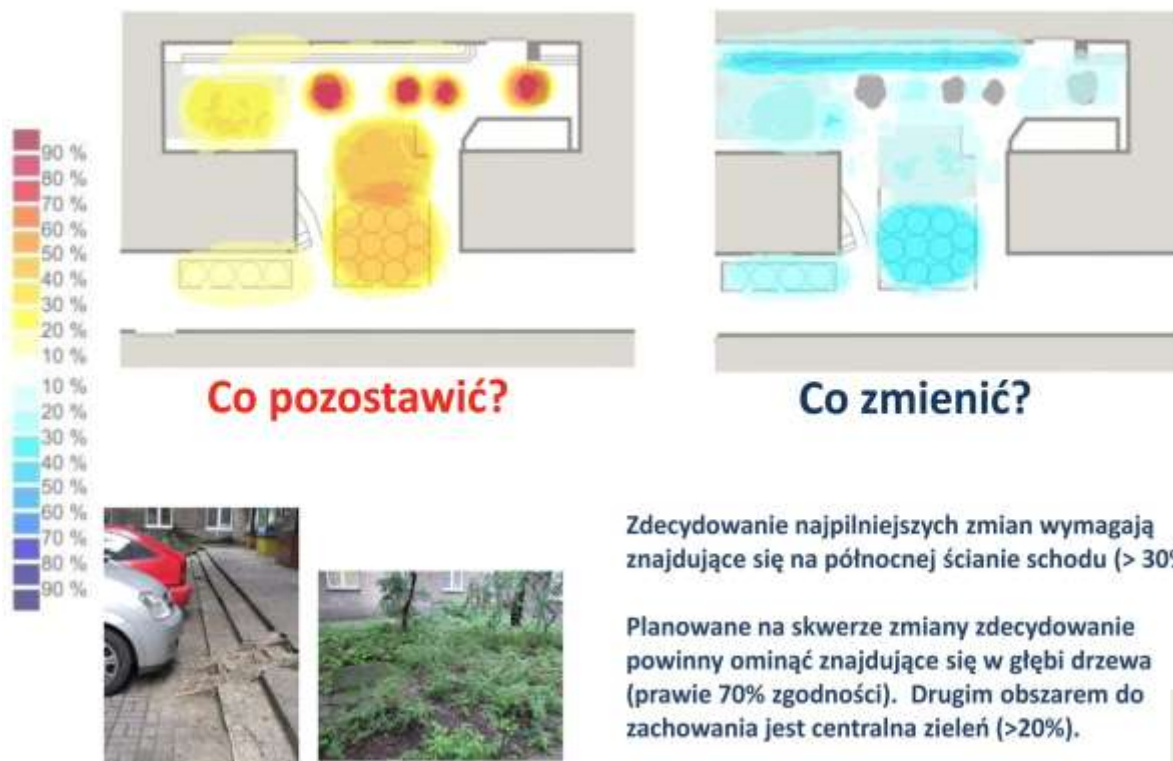 90 %
80 %
70 %
60 %
50 %
40 %
30 %
20 %
10 %
10 %
20 %
30 %
40 %
50 %
60 %
70 %
80 %
90 %
Co pozostawić?
Co zmienić?
Zdecydowanie najpilniejszych zmian wymagają
znajdujące się na północnej ścianie schodu (> 30%
Planowane na skwerze zmiany zdecydowanie
powinny ominąć znajdujące się w głębi drzewa
(prawie 70% zgodności). Drugim obszarem do
zachowania jest centralna zieleń (>20%).